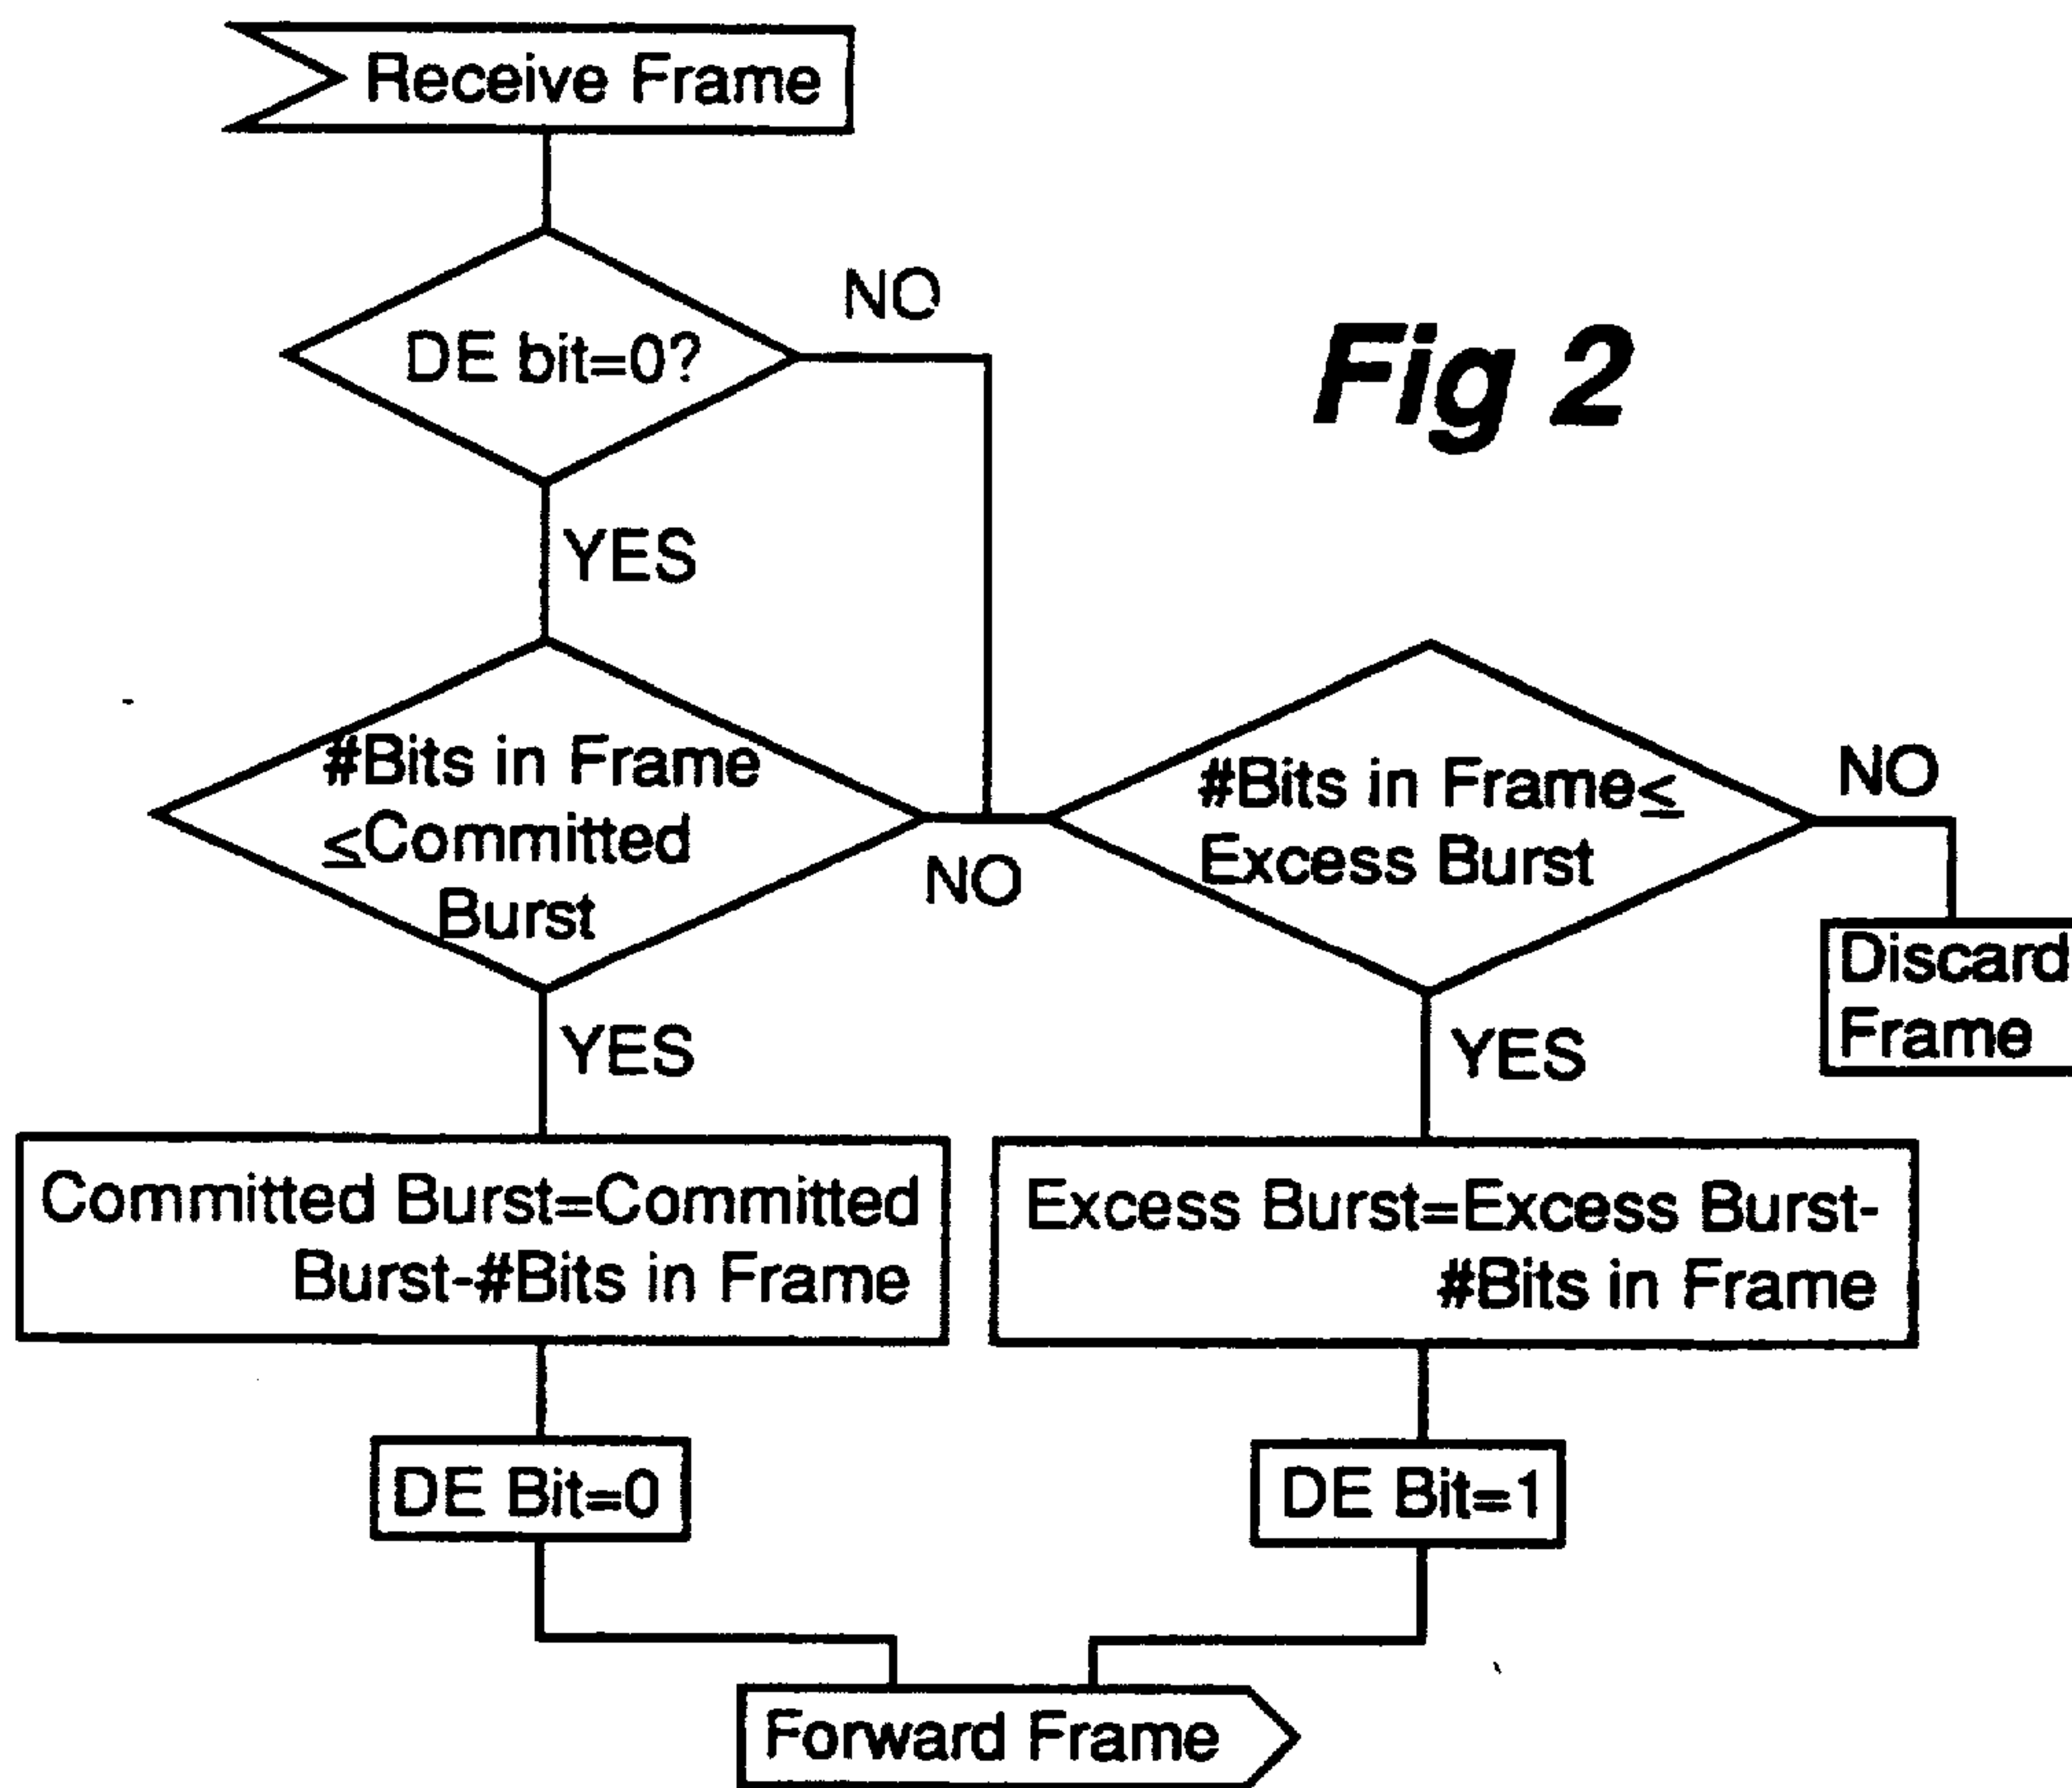 Receive Frame
NO
DE bit=0?
Fig 2
YES
#Bits in Frame
≤Committed
Burst
NO
#Bits in Frame≤
Excess Burst
NO
Discard
Frame
YES
YES
Committed Burst=Committed
Burst-#Bits in Frame
Excess Burst=Excess Burst-
#Bits in Frame
DE Bit=0
DE Bit=1
Forward Frame